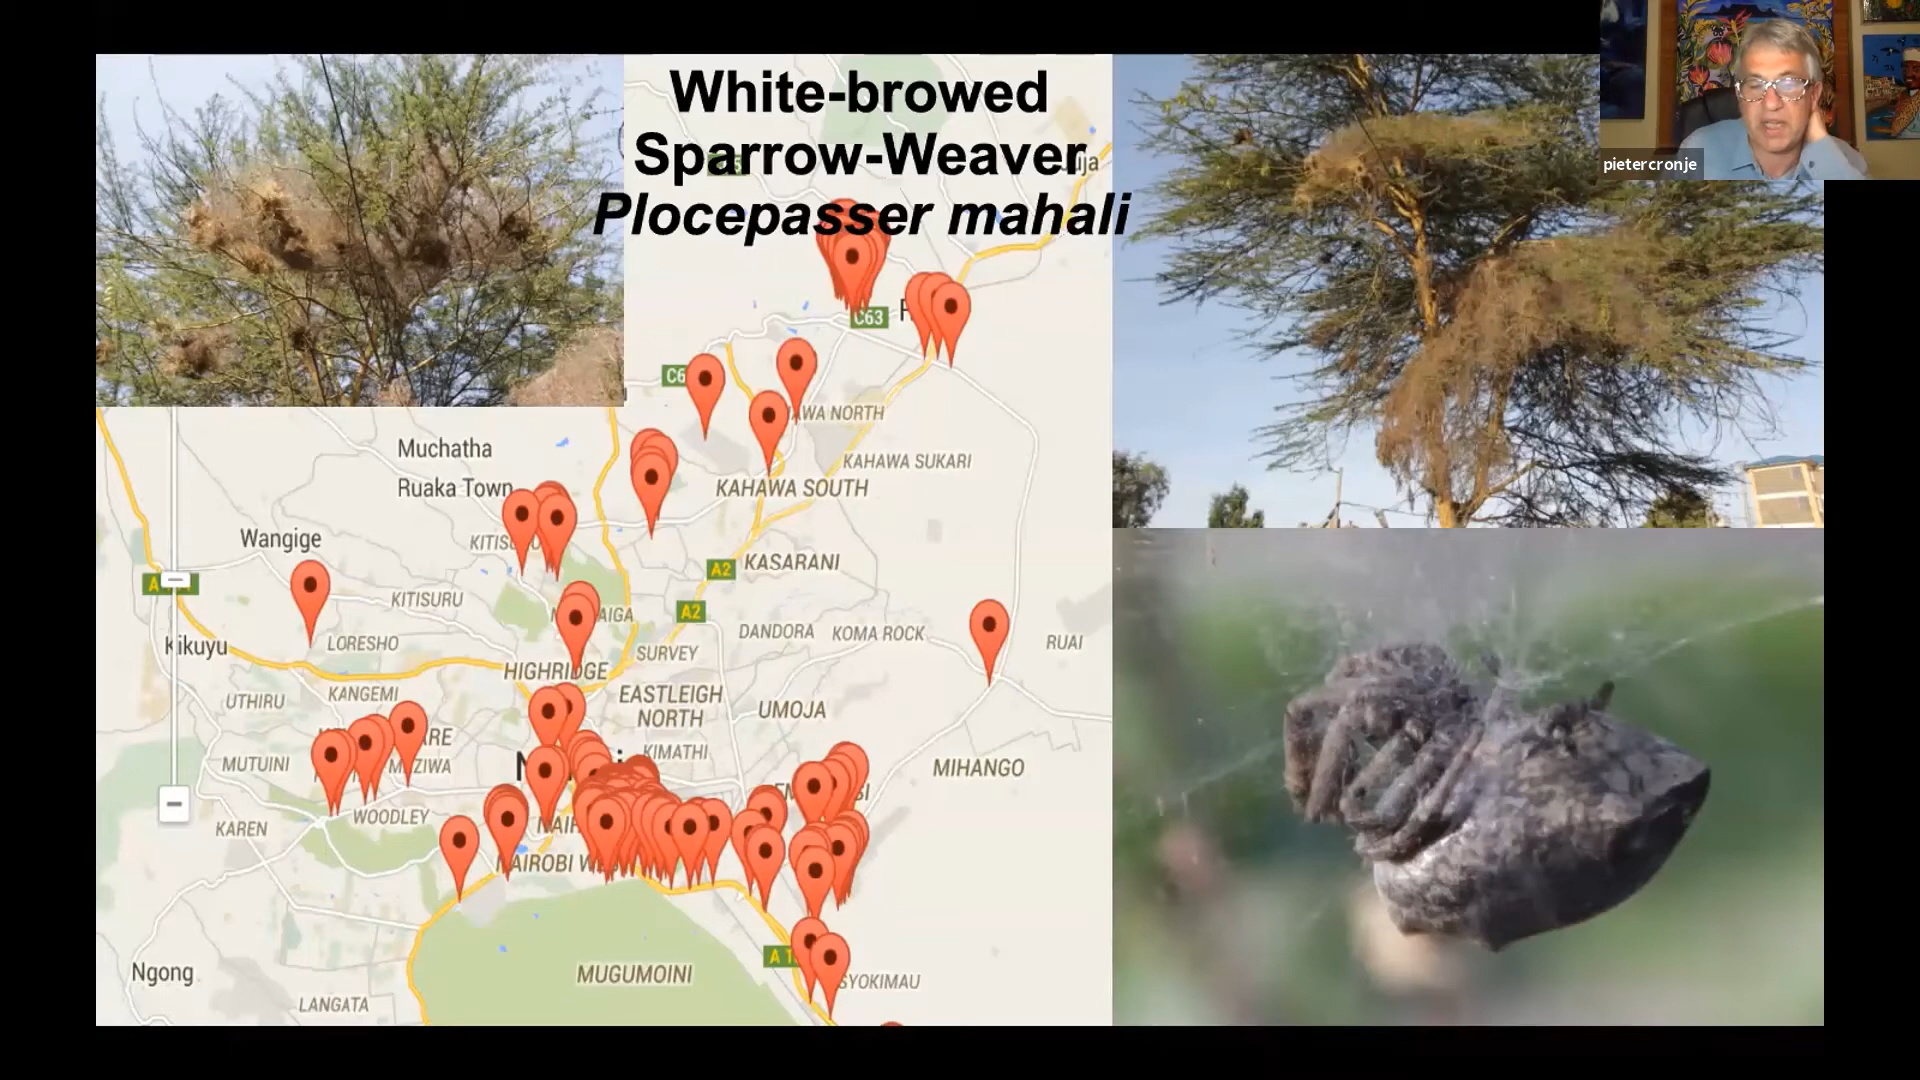 White-browed
Sparrow-Weaver
Plocepasser mahali
pietercronje
C63
Muchatha
Ruaka Town
Wangige
KITISURU
LORESHO
Kikuyu
KANGEMI
UTHIRU
MUTUINI
KAREN
WOODLEY
Ngong
LANGATA
AWA NORTH
KAHAWA SUKARI
KAHAWA SOUTH
A2
KASARANI
A2
DANDORA
KOMA ROCK
RUAI
SURVEY
HIGHRIDGE
EASTLEIGH
NORTH
UMOJA
KIMATHI
MIHANGO
MUGUMOINI
SYOKIMAU